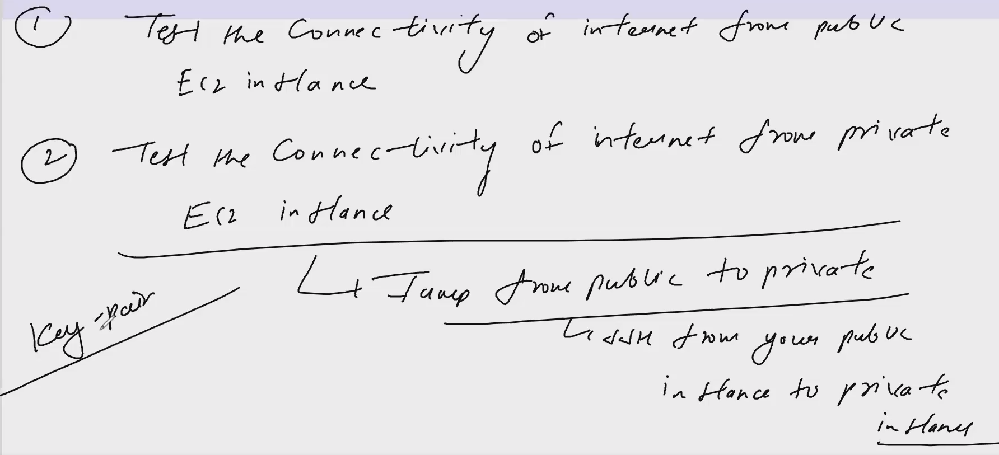 1 Test the Connectivity of internet from public
EC2 instance
2 Test the Connectivity of internet from private
EC2 instance
Jump from public to private
Key-pair
SSH from your public
instance to private
instance